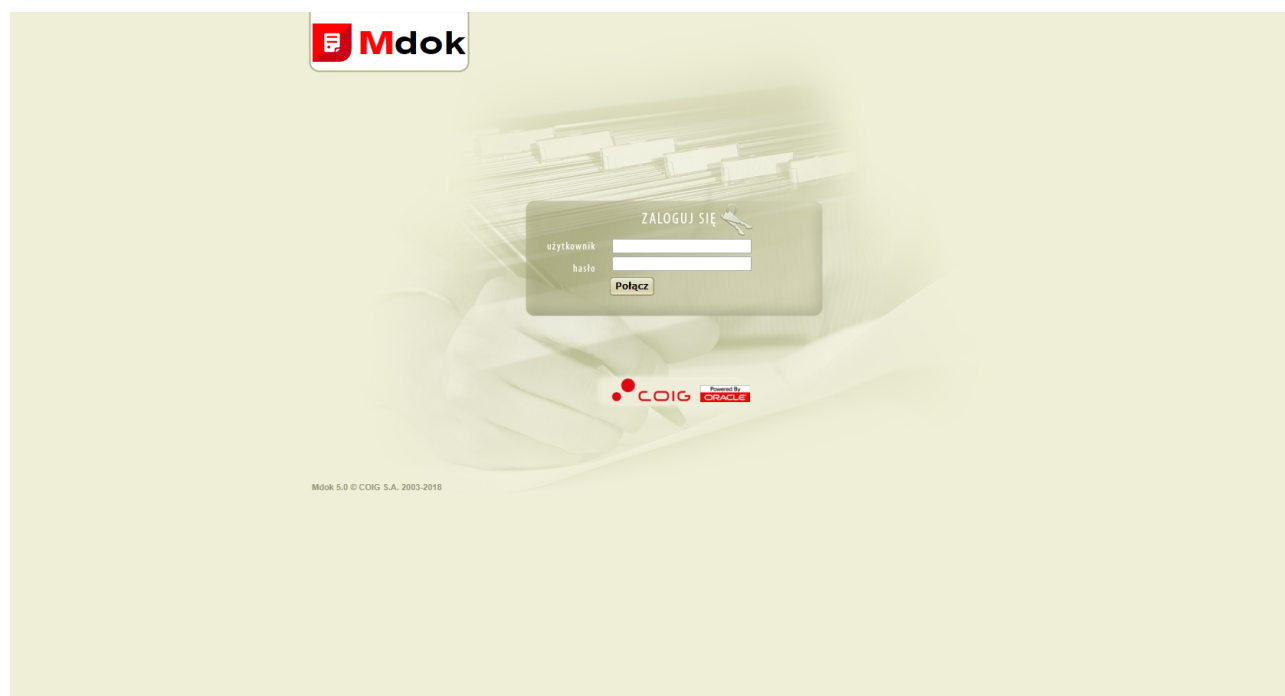 Mdok
ZALOGUJ SIĘ
użytkownik
hasło
Połącz
COIG
Powered By
ORACLE
Mdok 5.0 © COIG S.A. 2003-2018